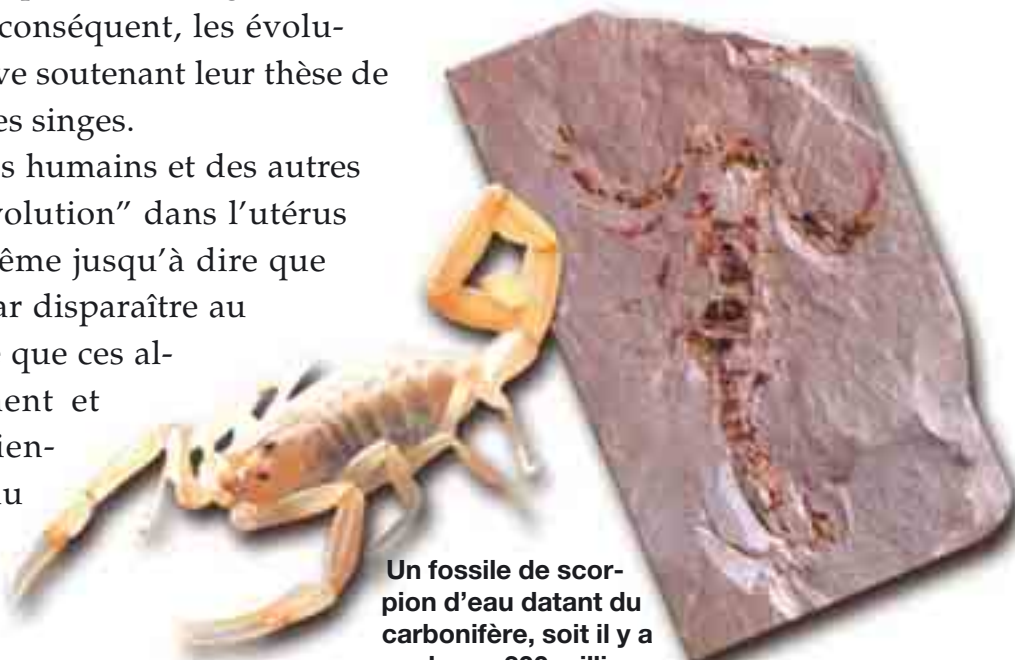 conséquent, les évolu-
ve soutenant leur thèse de
es singes.
s humains et des autres
volution” dans l’utérus
ême jusqu’à dire que
ar disparaître au
que ces al-
ment et
ien-
u
Un fossile de scor-
pion d’eau datant du
carbonifère, soit il y a